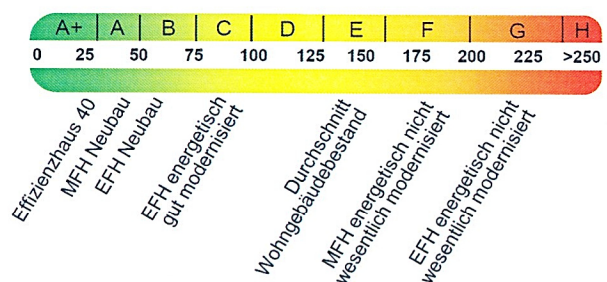 A+ A B C D E F G H
0 25 50 75 100 125 150 175 200 225 >250
Effizienzhaus 40
MFH Neubau
EFH Neubau
EFH energetisch
gut modernisiert
Durchschnitt
Wohngebäudebestand
MFH energetisch nicht
wesentlich modernisiert
EFH energetisch nicht
wesentlich modernisiert